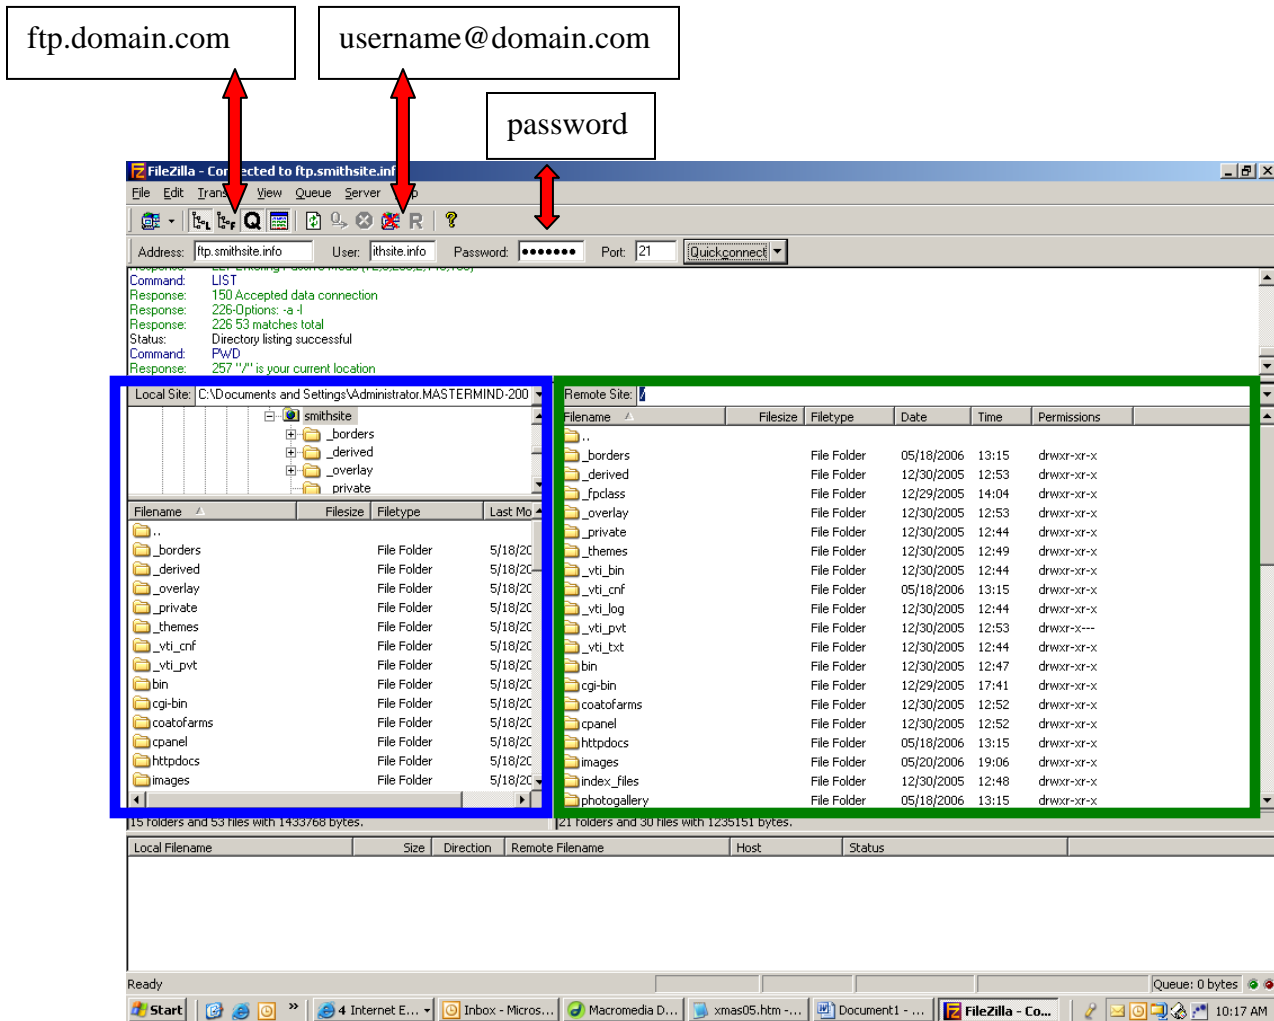 ftp.domain.com
username@domain.com
password
FileZilla - Connected to ftp.smithsite.inf
File Edit Trans View Queue Server p
Address: ftp.smithsite.info User: ithsite.info Password: ●●●●●●● Port: 21 Quickconnect
Command: LIST
Response: 150 Accepted data connection
Response: 226-Options: -a -l
Response: 226 53 matches total
Status: Directory listing successful
Command: PWD
Response: 257 "/" is your current location
Local Site: C:\Documents and Settings\Administrator.MASTERMIND-200
smithsite
_borders
_derived
_overlay
_private
Filename Filesize Filetype Last Mo
..
_borders File Folder 5/18/20
_derived File Folder 5/18/20
_overlay File Folder 5/18/20
_private File Folder 5/18/20
_themes File Folder 5/18/20
_vti_cnf File Folder 5/18/20
_vti_pvt File Folder 5/18/20
bin File Folder 5/18/20
cgi-bin File Folder 5/18/20
coatofarms File Folder 5/18/20
cpanel File Folder 5/18/20
httpdocs File Folder 5/18/20
images File Folder 5/18/20
15 folders and 53 files with 1433768 bytes.
Remote Site: /
Filename Filesize Filetype Date Time Permissions
..
_borders File Folder 05/18/2006 13:15 drwxr-xr-x
_derived File Folder 12/30/2005 12:53 drwxr-xr-x
_fpclass File Folder 12/29/2005 14:04 drwxr-xr-x
_overlay File Folder 12/30/2005 12:53 drwxr-xr-x
_private File Folder 12/30/2005 12:44 drwxr-xr-x
_themes File Folder 12/30/2005 12:49 drwxr-xr-x
_vti_bin File Folder 12/30/2005 12:44 drwxr-xr-x
_vti_cnf File Folder 05/18/2006 13:15 drwxr-xr-x
_vti_log File Folder 12/30/2005 12:44 drwxr-xr-x
_vti_pvt File Folder 12/30/2005 12:53 drwxr-x---
_vti_txt File Folder 12/30/2005 12:44 drwxr-xr-x
bin File Folder 12/30/2005 12:47 drwxr-xr-x
cgi-bin File Folder 12/29/2005 17:41 drwxr-xr-x
coatofarms File Folder 12/30/2005 12:52 drwxr-xr-x
cpanel File Folder 12/30/2005 12:52 drwxr-xr-x
httpdocs File Folder 05/18/2006 13:15 drwxr-xr-x
images File Folder 05/20/2006 19:06 drwxr-xr-x
index_files File Folder 12/30/2005 12:48 drwxr-xr-x
photogallery File Folder 05/18/2006 13:15 drwxr-xr-x
21 folders and 30 files with 1235151 bytes.
Local Filename Size Direction Remote Filename Host Status
Ready Queue: 0 bytes
Start » 4 Internet E... Inbox - Micros... Macromedia D... xmas05.htm -... Document1 - ... FileZilla - Co... 10:17 AM